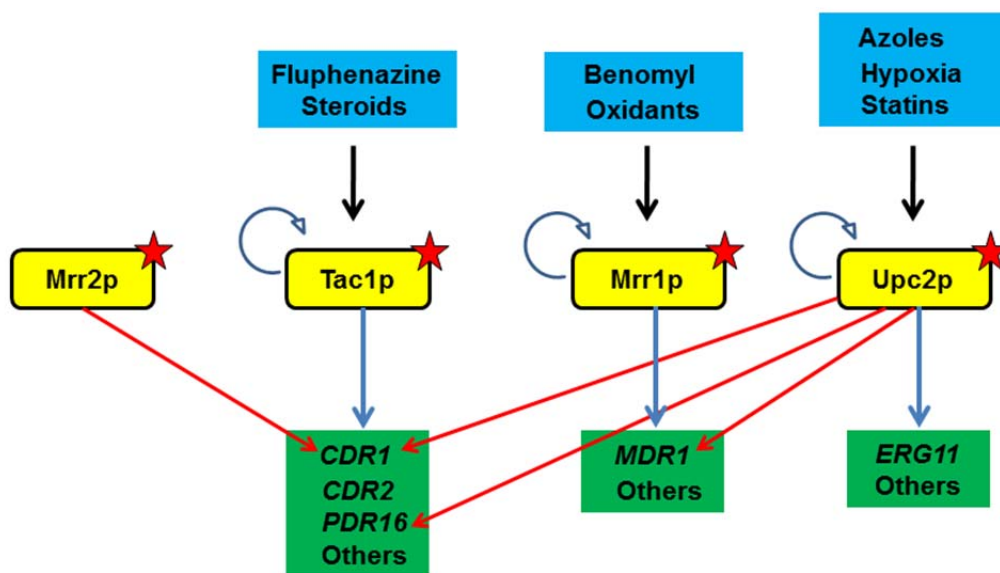 Fluphenazine
Steroids
Benomyl
Oxidants
Azoles
Hypoxia
Statins
Mrr2p
Tac1p
Mrr1p
Upc2p
CDR1
CDR2
PDR16
Others
MDR1
Others
ERG11
Others